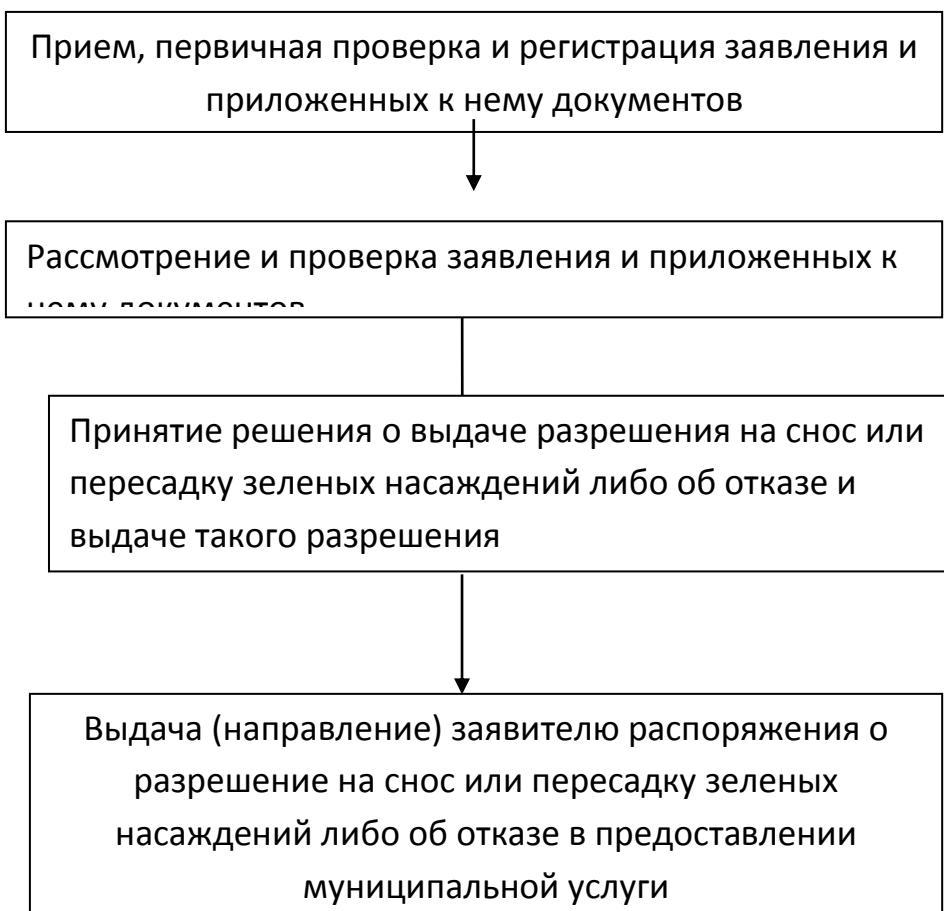 Прием, первичная проверка и регистрация заявления и
приложенных к нему документов
Рассмотрение и проверка заявления и приложенных к
нему документов
Принятие решения о выдаче разрешения на снос или
пересадку зеленых насаждений либо об отказе и
выдаче такого разрешения
Выдача (направление) заявителю распоряжения о
разрешение на снос или пересадку зеленых
насаждений либо об отказе в предоставлении
муниципальной услуги